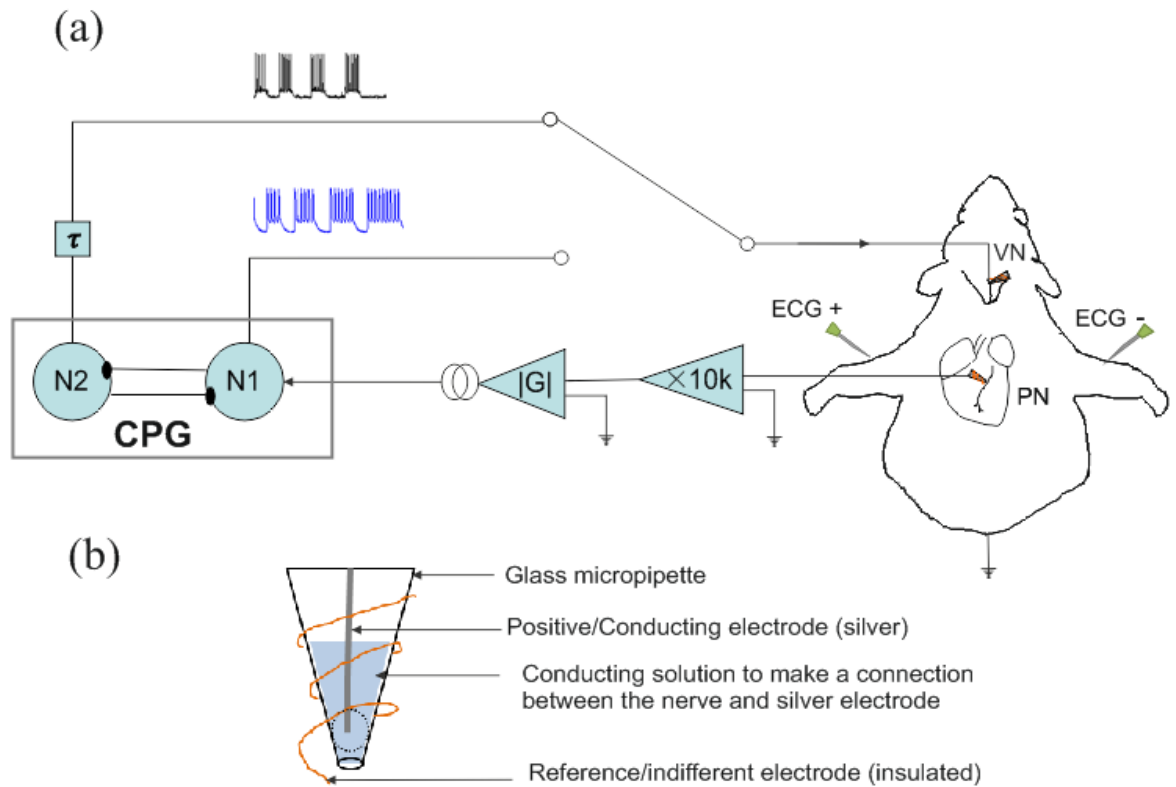 (a)
τ
VN
ECG +
ECG -
N2
N1
|G|
×10k
PN
CPG
(b)
Glass micropipette
Positive/Conducting electrode (silver)
Conducting solution to make a connection
between the nerve and silver electrode
Reference/indifferent electrode (insulated)